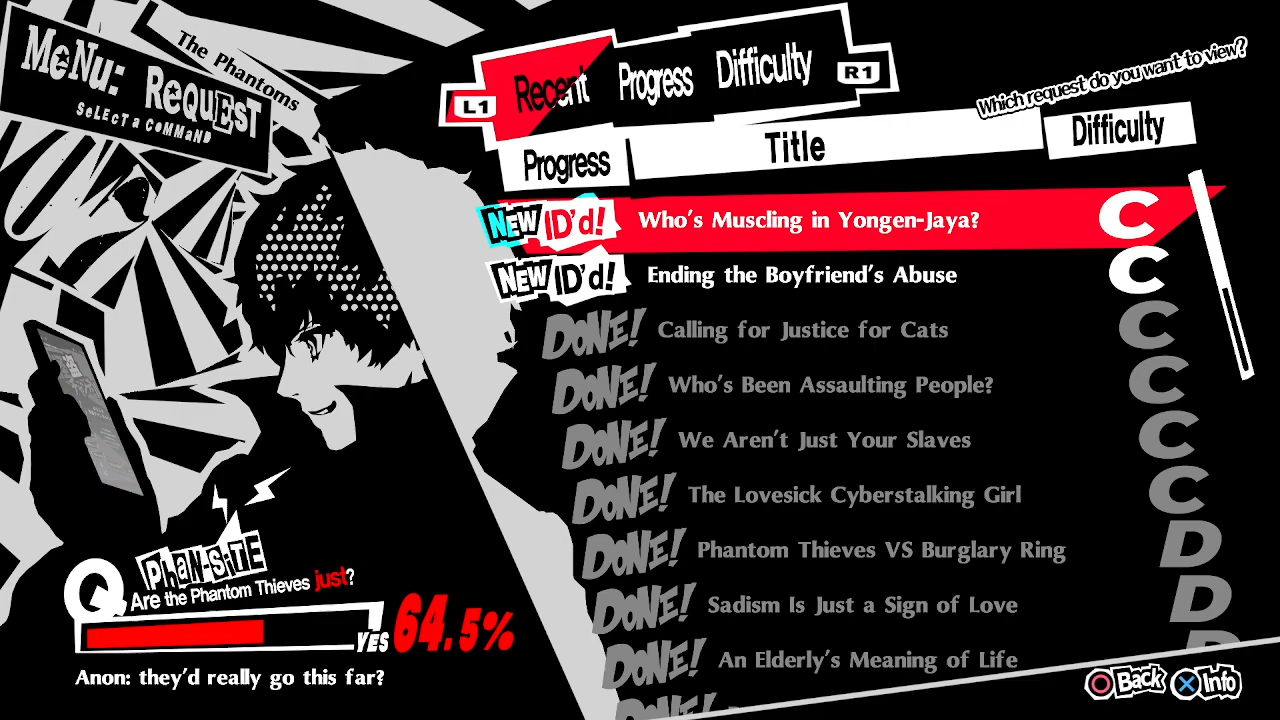 MeNu: RequEST
SeLEcT a CoMMaND
The Phantoms
L1 Recent Progress Difficulty R1
Which request do you want to view?
Progress Title Difficulty
NEW ID'd! Who's Muscling in Yongen-Jaya? C
NEW ID'd! Ending the Boyfriend's Abuse C
DONE! Calling for Justice for Cats C
DONE! Who's Been Assaulting People? C
DONE! We Aren't Just Your Slaves C
DONE! The Lovesick Cyberstalking Girl C
DONE! Phantom Thieves VS Burglary Ring D
DONE! Sadism Is Just a Sign of Love D
DONE! An Elderly's Meaning of Life D
PhaN-SiTE
Q Are the Phantom Thieves just?
YES 64.5%
Anon: they'd really go this far?
Back Info